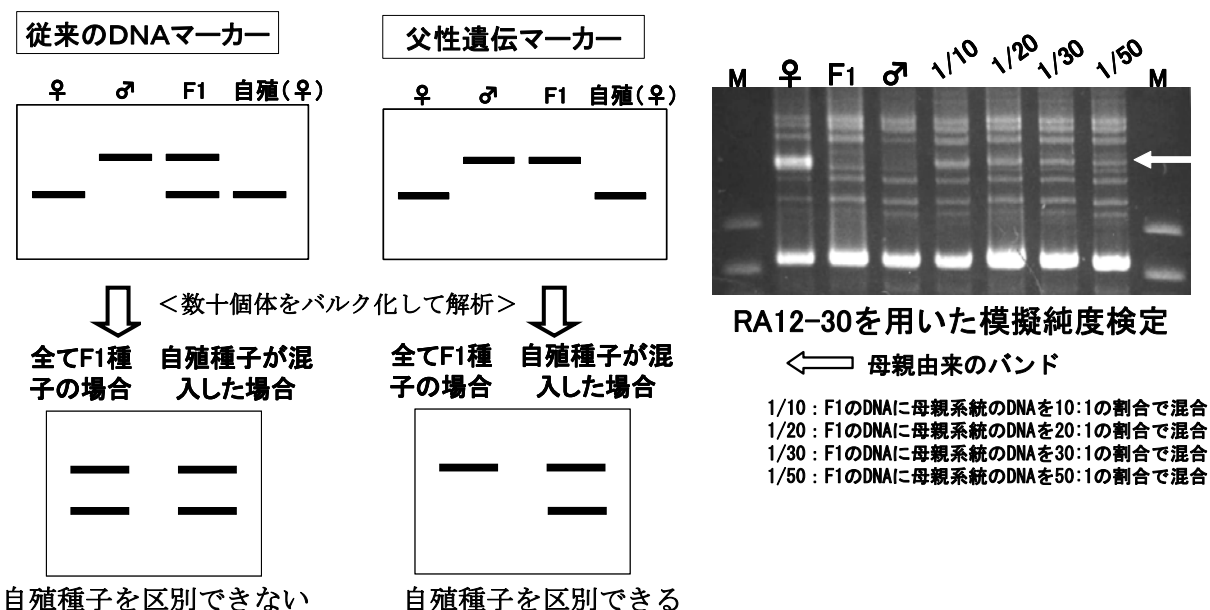 従来のDNAマーカー
♀ ♂ F1 自殖(♀)
＜数十個体をバルク化して解析＞
全てF1種
子の場合
自殖種子が混
入した場合
自殖種子を区別できない
父性遺伝マーカー
♀ ♂ F1 自殖(♀)
全てF1種
子の場合
自殖種子が混
入した場合
自殖種子を区別できる
M ♀ F1 ♂ 1/10 1/20 1/30 1/50 M
RA12-30を用いた模擬純度検定
母親由来のバンド
1/10：F1のDNAに母親系統のDNAを10:1の割合で混合
1/20：F1のDNAに母親系統のDNAを20:1の割合で混合
1/30：F1のDNAに母親系統のDNAを30:1の割合で混合
1/50：F1のDNAに母親系統のDNAを50:1の割合で混合